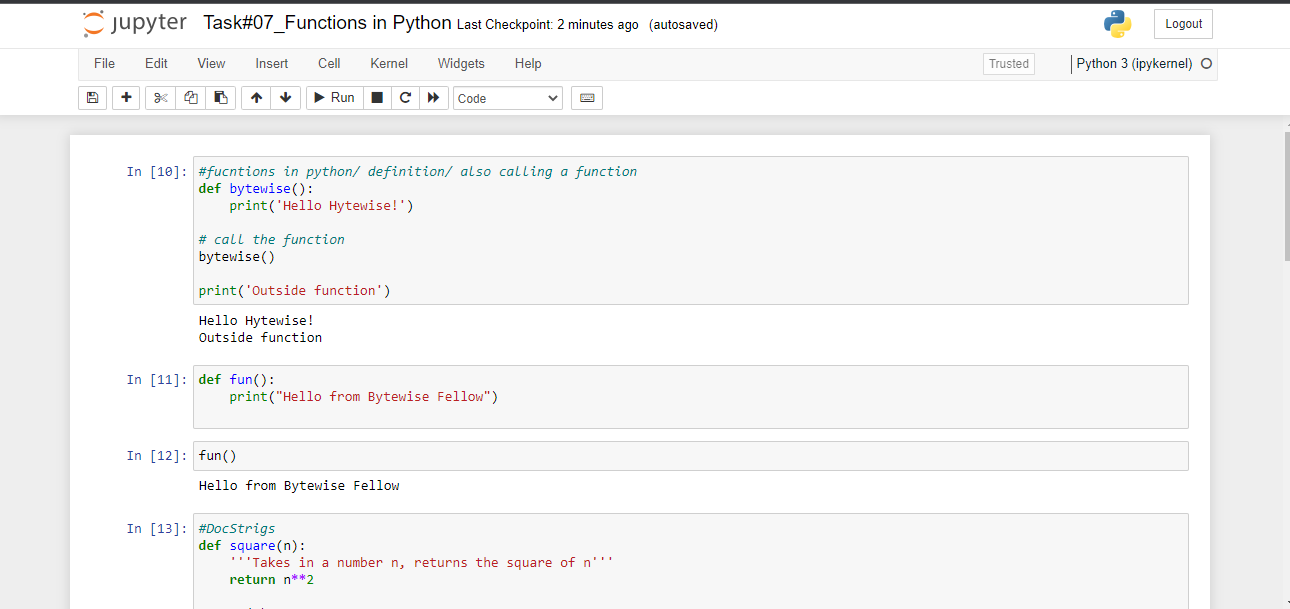 jupyter Task#07_Functions in Python Last Checkpoint: 2 minutes ago (autosaved) Logout
File Edit View Insert Cell Kernel Widgets Help Trusted Python 3 (ipykernel)
Run Code
In [10]: #fucntions in python/ definition/ also calling a function
def bytewise():
    print('Hello Hytewise!')
# call the function
bytewise()
print('Outside function')
Hello Hytewise!
Outside function
In [11]: def fun():
    print("Hello from Bytewise Fellow")
In [12]: fun()
Hello from Bytewise Fellow
In [13]: #DocStrigs
def square(n):
    '''Takes in a number n, returns the square of n'''
    return n**2